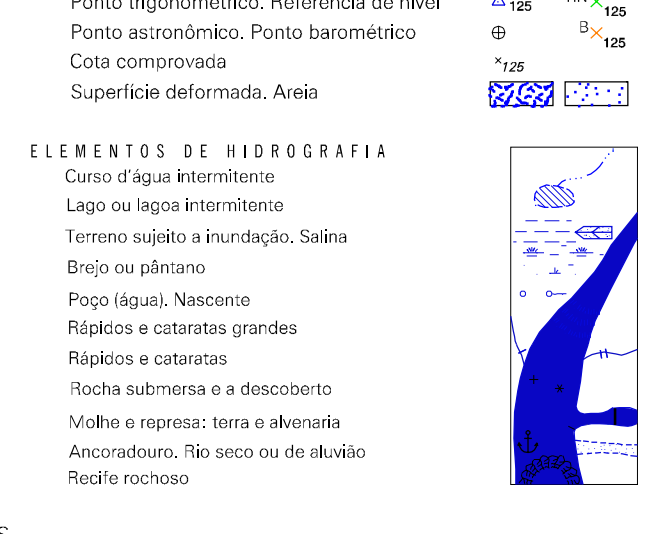 Ponto trigonométrico. Referência de nível
125
125
Ponto astronômico. Ponto barométrico
B
125
Cota comprovada
125
Superfície deformada. Areia
ELEMENTOS DE HIDROGRAFIA
Curso d'água intermitente
Lago ou lagoa intermitente
Terreno sujeito a inundação. Salina
Brejo ou pântano
Poço (água). Nascente
Rápidos e cataratas grandes
Rápidos e cataratas
Rocha submersa e a descoberto
Molhe e represa: terra e alvenaria
Ancoradouro. Rio seco ou de aluvião
Recife rochoso